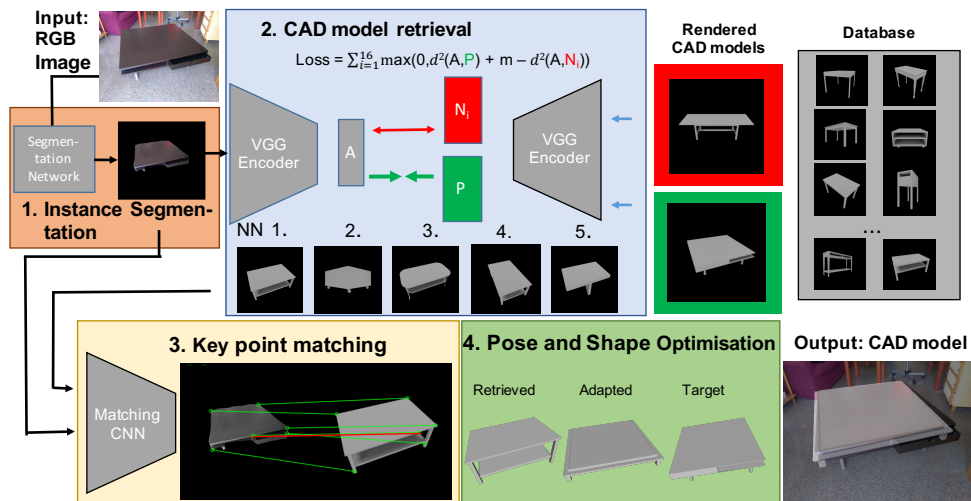 Input:
RGB
Image
Segmen-
tation
Network
1. Instance Segmen-
tation
2. CAD model retrieval
Loss = ∑_{i=1}^{16} max(0,d²(A,P) + m – d²(A,N_i))
VGG
Encoder
A
N_i
P
VGG
Encoder
NN 1. 2. 3. 4. 5.
Rendered
CAD models
Database
...
3. Key point matching
Matching
CNN
4. Pose and Shape Optimisation
Retrieved Adapted Target
Output: CAD model